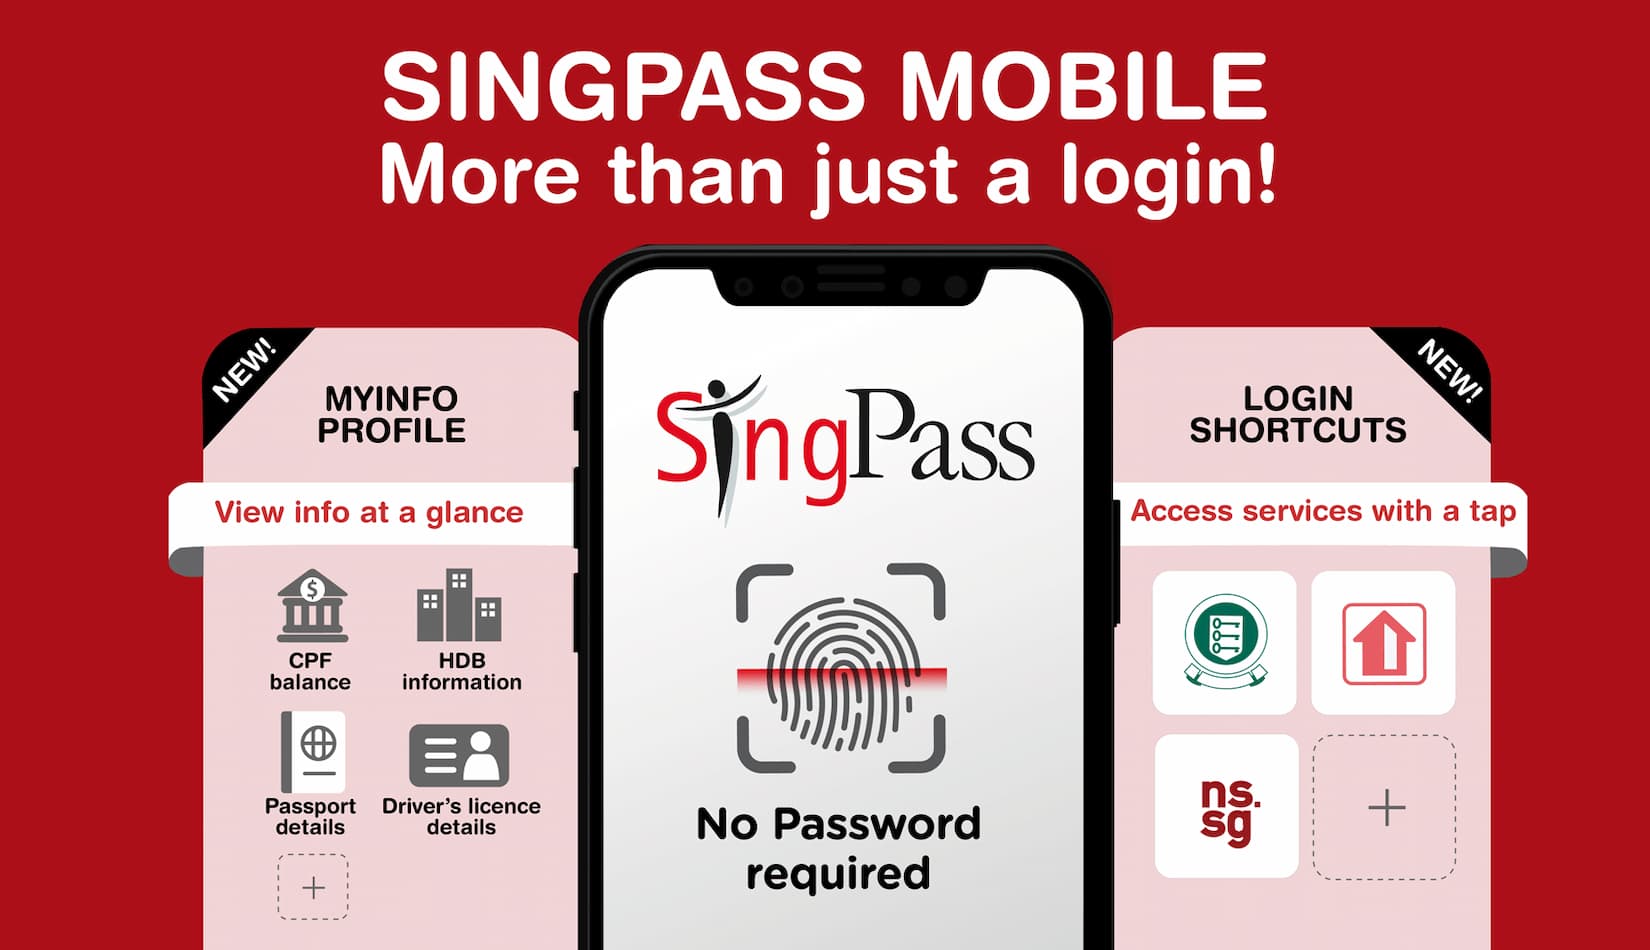 SINGPASS MOBILE
More than just a login!
NEW!
MYINFO
PROFILE
View info at a glance
$
CPF
balance
HDB
information
Passport
details
Driver's licence
details
SingPass
No Password
required
NEW!
LOGIN
SHORTCUTS
Access services with a tap
ns.
sg